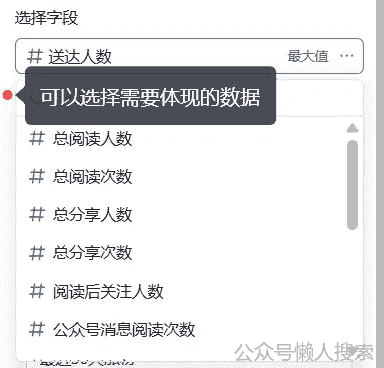 选择字段
# 送达人数 最大值 ···
可以选择需要体现的数据
# 总阅读人数
# 总阅读次数
# 总分享人数
# 总分享次数
# 阅读后关注人数
# 公众号消息阅读次数
公众号懒人搜索